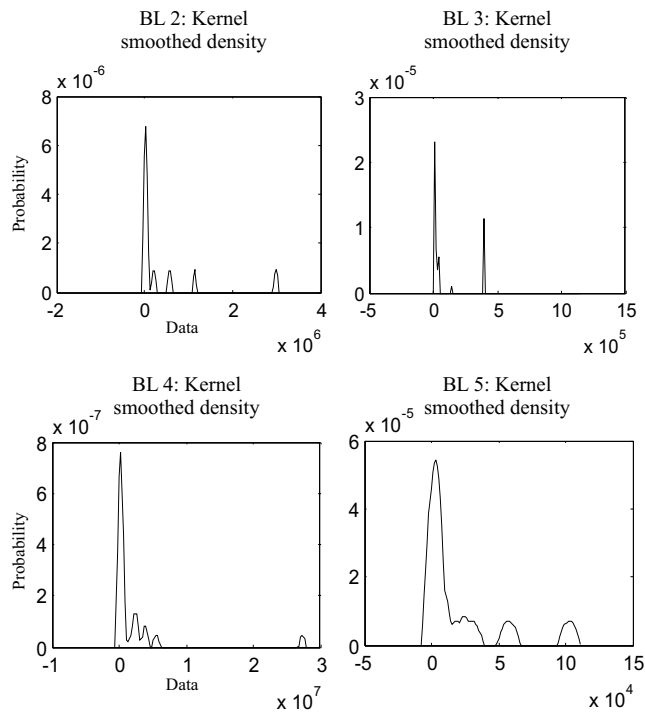 BL 2: Kernel
smoothed density
x 10^-6
8
6
4
2
0
Probability
-2
0
2
4
Data
x 10^6
BL 3: Kernel
smoothed density
x 10^-5
3
2
1
0
-5
0
5
10
15
x 10^5
BL 4: Kernel
smoothed density
x 10^-7
8
6
4
2
0
Probability
-1
0
1
2
3
Data
x 10^7
BL 5: Kernel
smoothed density
x 10^-5
6
4
2
0
-5
0
5
10
15
x 10^4